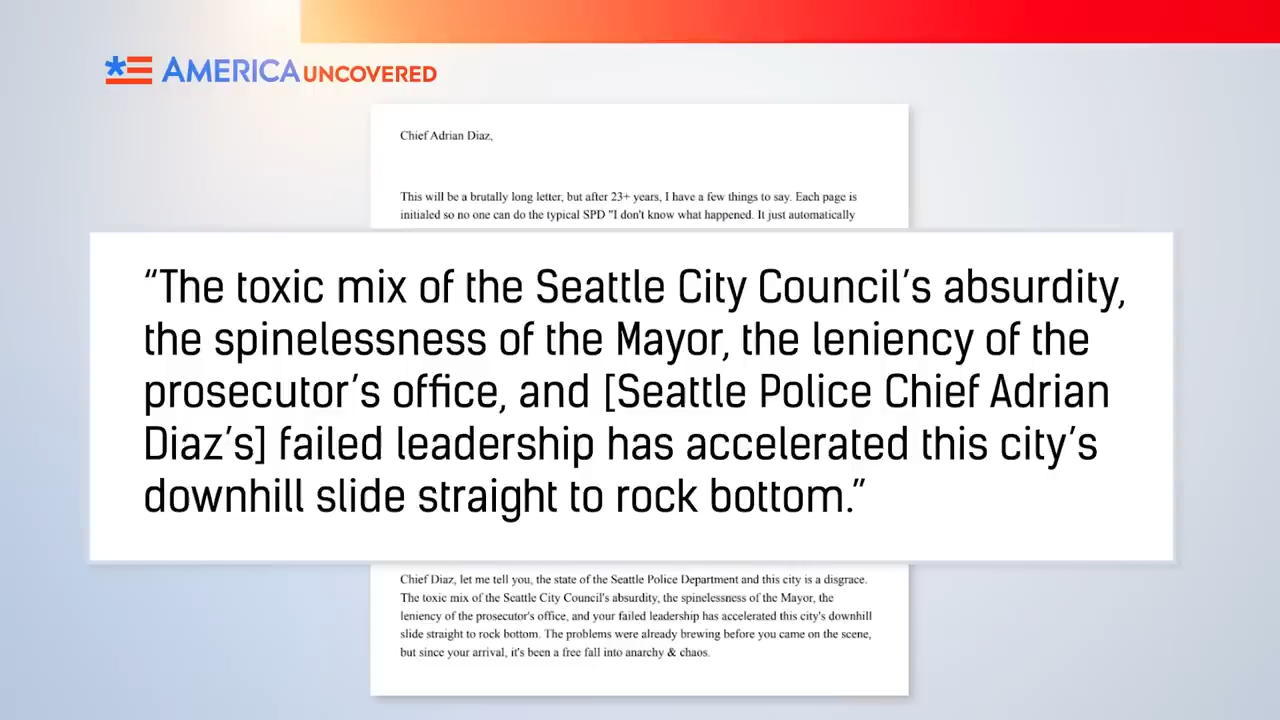 AMERICA UNCOVERED
Chief Adrian Diaz,
This will be a brutally long letter, but after 23+ years, I have a few things to say. Each page is
initialed so no one can do the typical SPD "I don't know what happened. It just automatically
“The toxic mix of the Seattle City Council’s absurdity,
the spinelessness of the Mayor, the leniency of the
prosecutor’s office, and [Seattle Police Chief Adrian
Diaz’s] failed leadership has accelerated this city’s
downhill slide straight to rock bottom.”
Chief Diaz, let me tell you, the state of the Seattle Police Department and this city is a disgrace.
The toxic mix of the Seattle City Council's absurdity, the spinelessness of the Mayor, the
leniency of the prosecutor's office, and your failed leadership has accelerated this city's downhill
slide straight to rock bottom. The problems were already brewing before you came on the scene,
but since your arrival, it's been a free fall into anarchy & chaos.